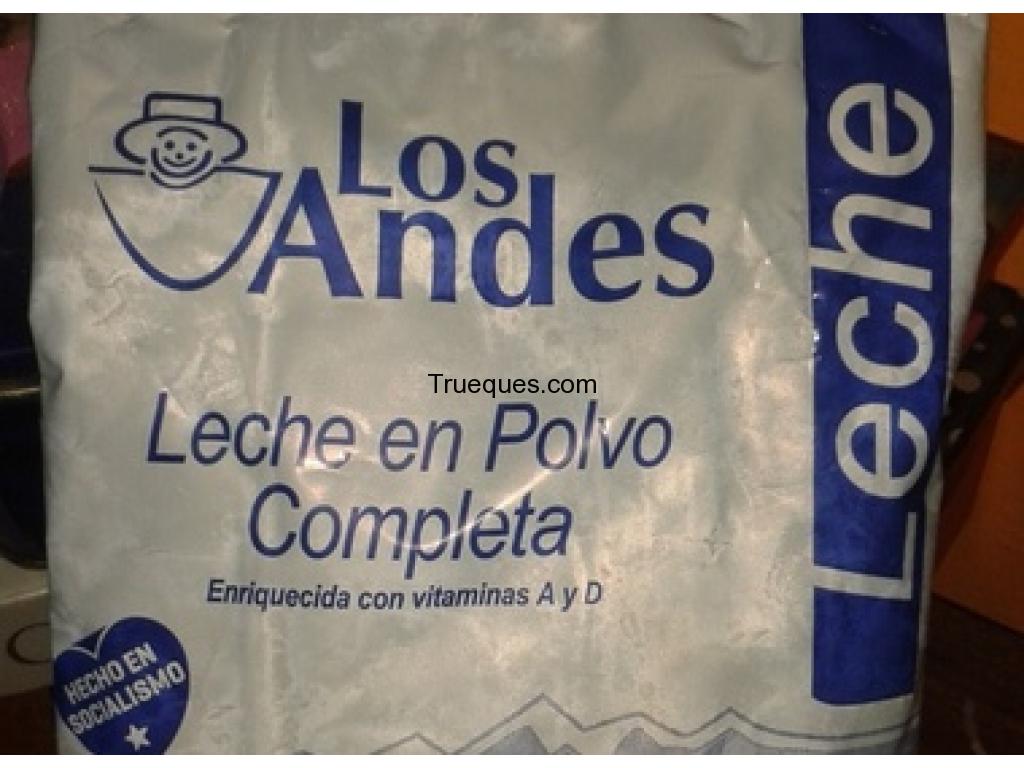 Los
Andes
Leche
Trueques.com
Leche en Polvo
Completa
Enriquecida con vitaminas A y D
HECHO EN
SOCIALISMO